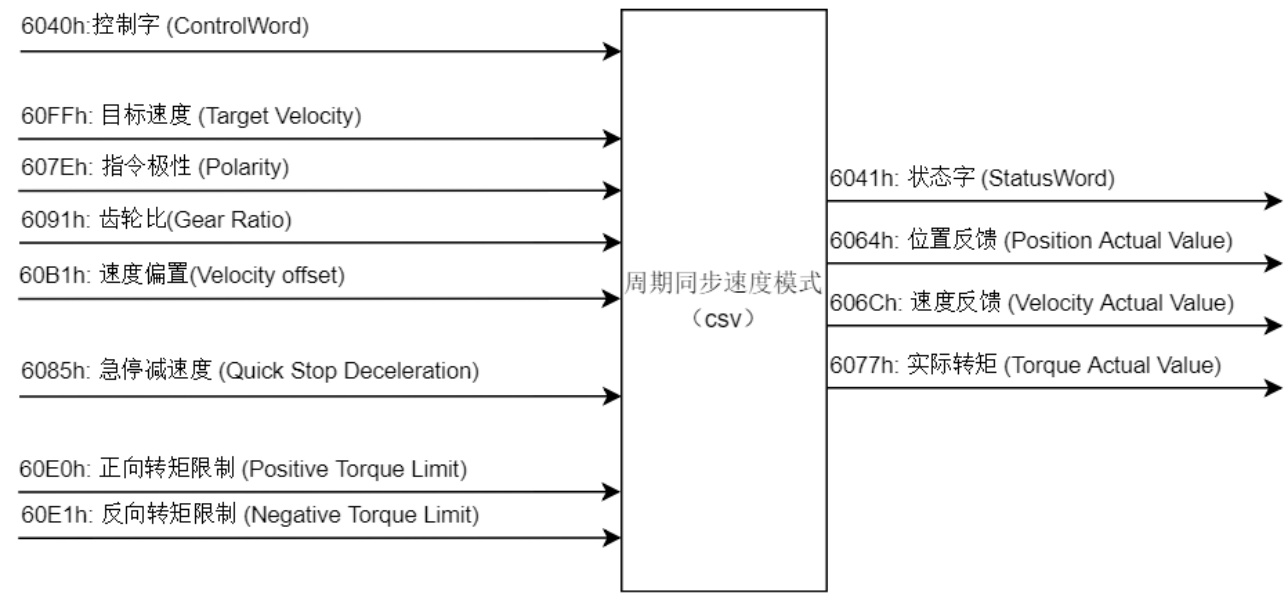 6040h:控制字 (ControlWord)
60FFh: 目标速度 (Target Velocity)
607Eh: 指令极性 (Polarity)
6091h: 齿轮比(Gear Ratio)
60B1h: 速度偏置(Velocity offset)
6085h: 急停减速度 (Quick Stop Deceleration)
60E0h: 正向转矩限制 (Positive Torque Limit)
60E1h: 反向转矩限制 (Negative Torque Limit)
周期同步速度模式
（csv）
6041h: 状态字 (StatusWord)
6064h: 位置反馈 (Position Actual Value)
606Ch: 速度反馈 (Velocity Actual Value)
6077h: 实际转矩 (Torque Actual Value)